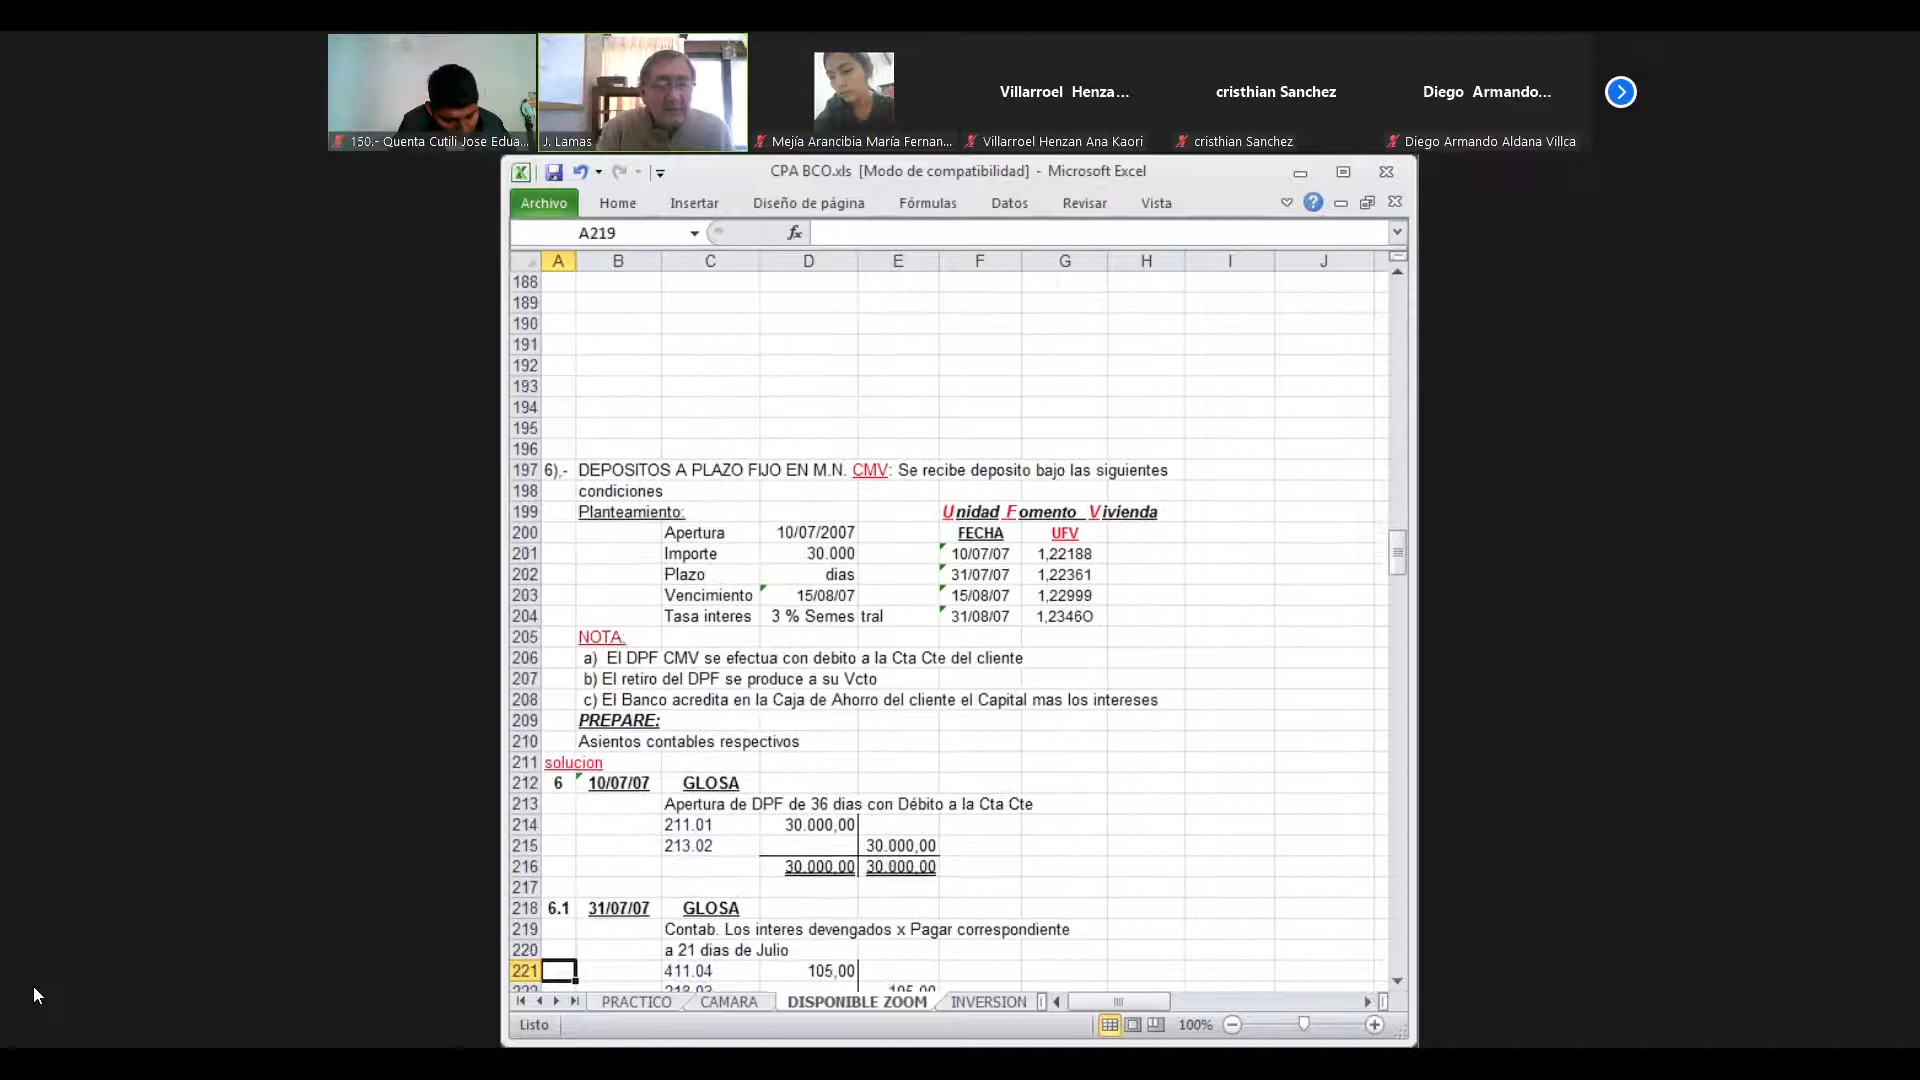 Villarroel Henza...
cristhian Sanchez
Diego Armando...
150.- Quenta Cutili Jose Edua...
J. Lamas
Mejía Arancibia María Fernan...
Villarroel Henzan Ana Kaori
cristhian Sanchez
Diego Armando Aldana Villca
CPA BCO.xls [Modo de compatibilidad] - Microsoft Excel
Archivo Home Insertar Diseño de página Fórmulas Datos Revisar Vista
A219 fx
A B C D E F G H I J
188
189
190
191
192
193
194
195
196
197 6).- DEPOSITOS A PLAZO FIJO EN M.N. CMV: Se recibe deposito bajo las siguientes
198 condiciones
199 Planteamiento: Unidad Fomento Vivienda
200 Apertura 10/07/2007 FECHA UFV
201 Importe 30.000 10/07/07 1,22188
202 Plazo dias 31/07/07 1,22361
203 Vencimiento 15/08/07 15/08/07 1,22999
204 Tasa interes 3 % Semes tral 31/08/07 1,2346O
205 NOTA:
206 a) El DPF CMV se efectua con debito a la Cta Cte del cliente
207 b) El retiro del DPF se produce a su Vcto
208 c) El Banco acredita en la Caja de Ahorro del cliente el Capital mas los intereses
209 PREPARE:
210 Asientos contables respectivos
211 solucion
212 6 10/07/07 GLOSA
213 Apertura de DPF de 36 dias con Débito a la Cta Cte
214 211.01 30.000,00
215 213.02 30.000,00
216 30.000,00 30.000,00
217
218 6.1 31/07/07 GLOSA
219 Contab. Los interes devengados x Pagar correspondiente
220 a 21 dias de Julio
221 411.04 105,00
PRACTICO CAMARA DISPONIBLE ZOOM INVERSION
Listo 100%